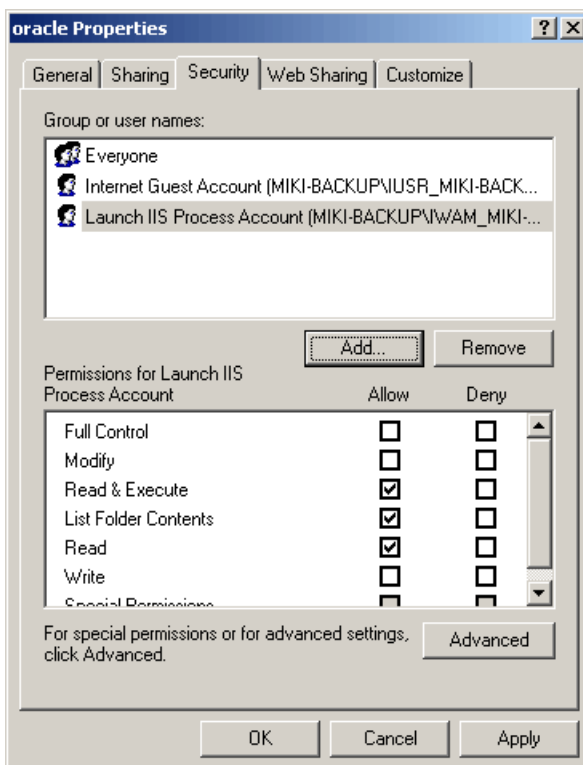 oracle Properties
General Sharing Security Web Sharing Customize
Group or user names:
Everyone
Internet Guest Account (MIKI-BACKUP\IUSR_MIKI-BACK...
Launch IIS Process Account (MIKI-BACKUP\IWAM_MIKI-...
Add... Remove
Permissions for Launch IIS
Process Account Allow Deny
Full Control
Modify
Read & Execute
List Folder Contents
Read
Write
Special Permissions
For special permissions or for advanced settings,
click Advanced.
Advanced
OK Cancel Apply